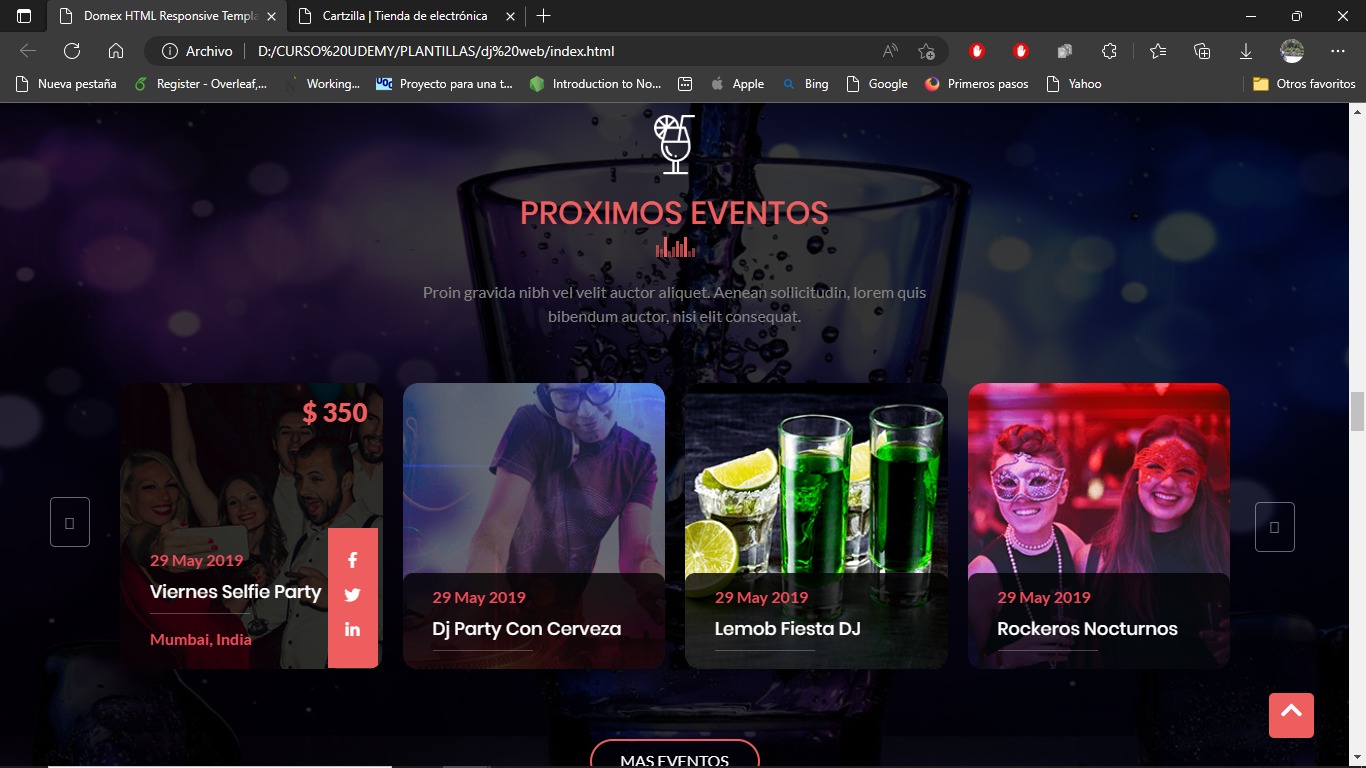 Domex HTML Responsive Templa
Cartzilla | Tienda de electrónica
Archivo
D:/CURSO%20UDEMY/PLANTILLAS/dj%20web/index.html
Nueva pestaña
Register - Overleaf,...
Working...
UOC Proyecto para una t...
Introduction to No...
Apple
Bing
Google
Primeros pasos
Yahoo
Otros favoritos
PROXIMOS EVENTOS
Proin gravida nibh vel velit auctor aliquet. Aenean sollicitudin, lorem quis
bibendum auctor, nisi elit consequat.
$ 350
29 May 2019
Viernes Selfie Party
Mumbai, India
29 May 2019
Dj Party Con Cerveza
29 May 2019
Lemob Fiesta DJ
29 May 2019
Rockeros Nocturnos
MAS EVENTOS